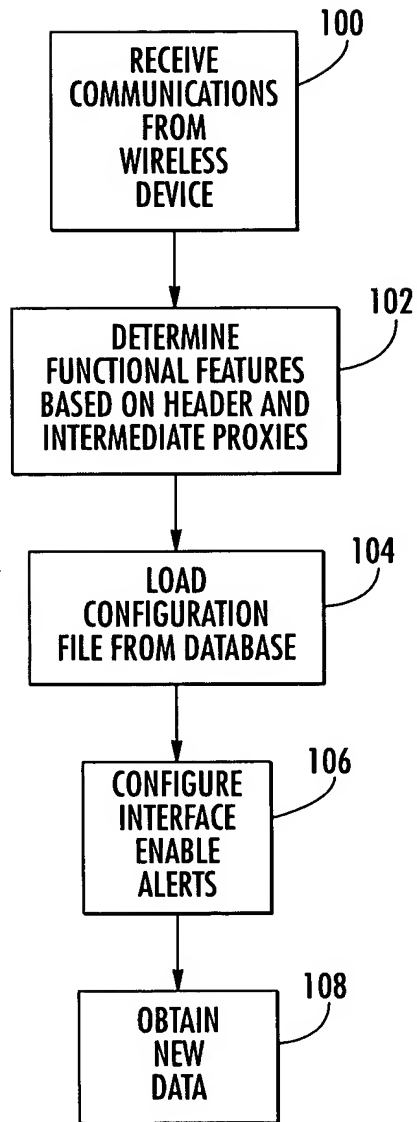 100
RECEIVE
COMMUNICATIONS
FROM
WIRELESS
DEVICE
102
DETERMINE
FUNCTIONAL FEATURES
BASED ON HEADER AND
INTERMEDIATE PROXIES
104
LOAD
CONFIGURATION
FILE FROM DATABASE
106
CONFIGURE
INTERFACE
ENABLE
ALERTS
108
OBTAIN
NEW
DATA